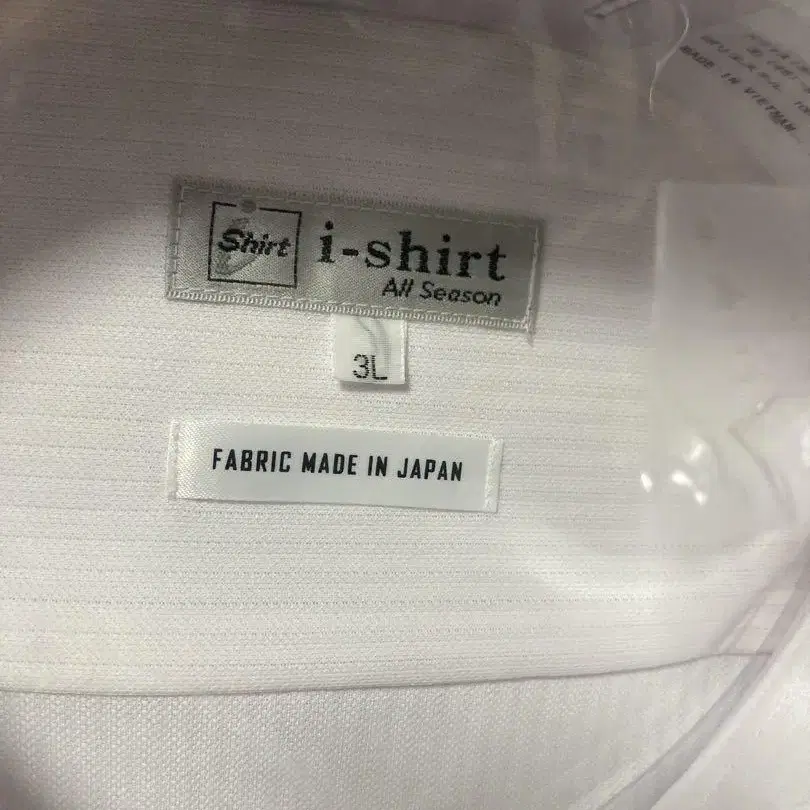 Shirt
i-shirt
All Season
3L
FABRIC MADE IN JAPAN
MADE IN VIETNAM